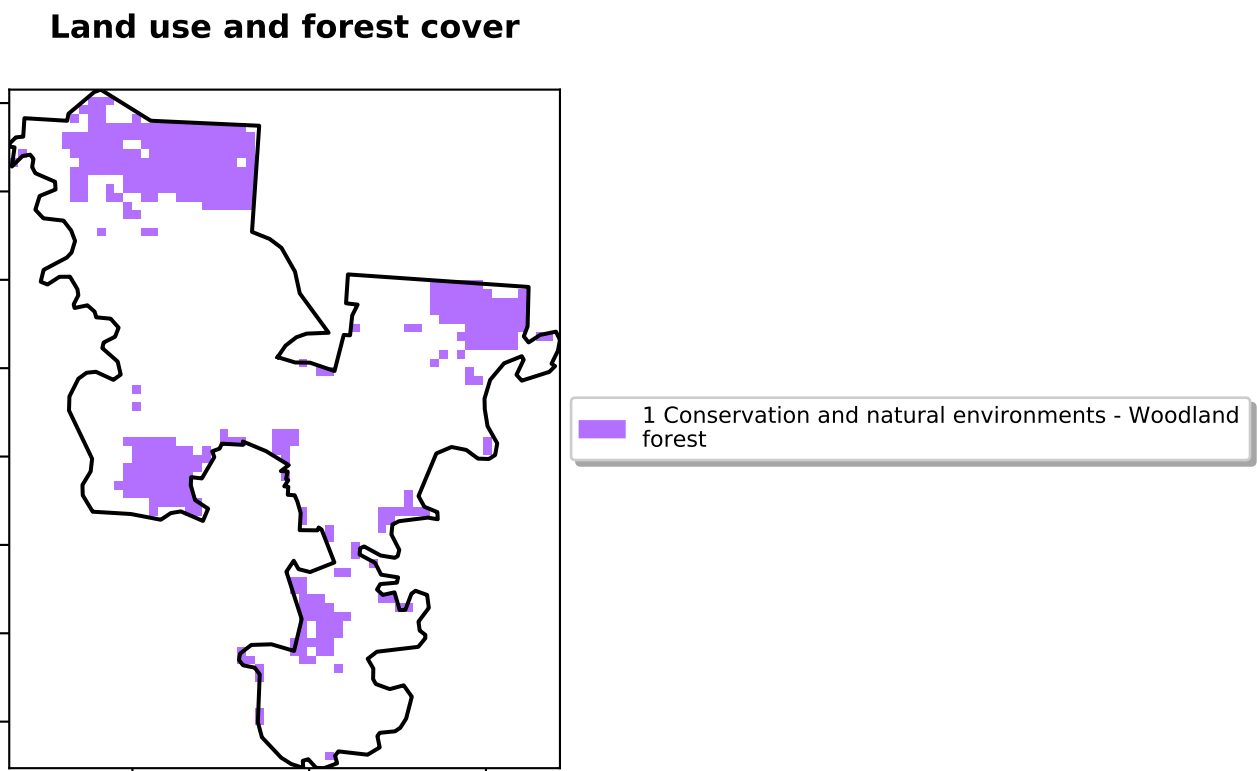 Land use and forest cover
1 Conservation and natural environments - Woodland
forest